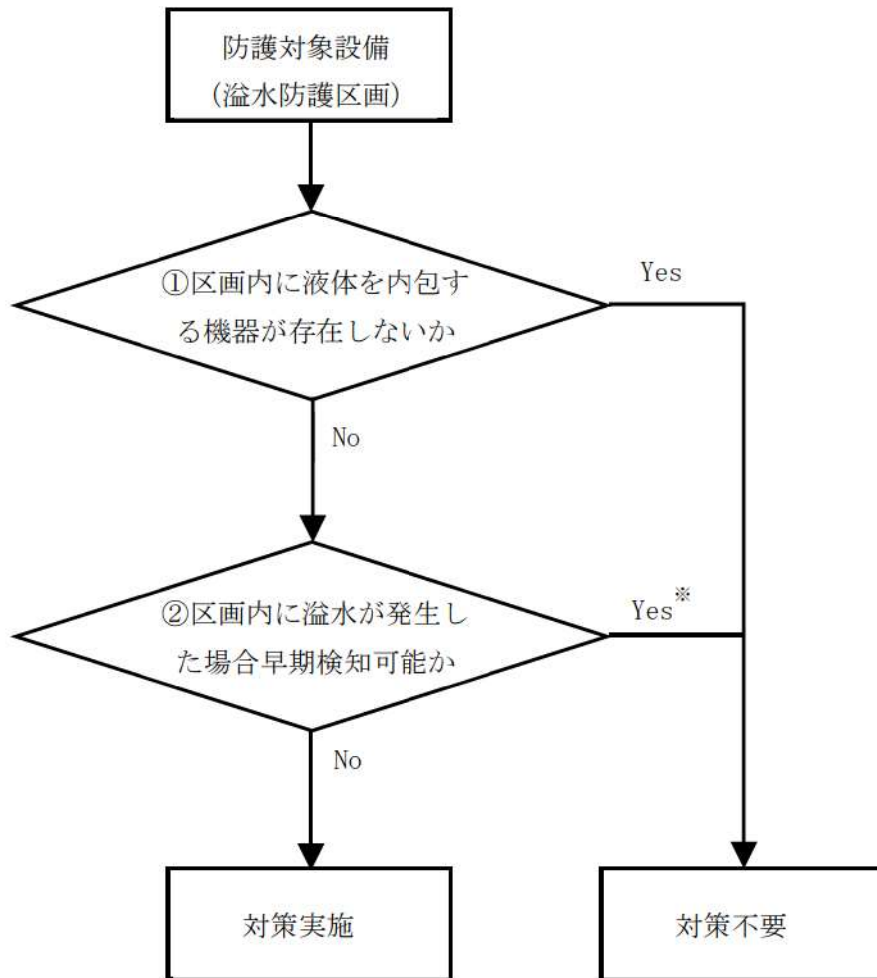 防護対象設備
(溢水防護区画)
①区画内に液体を内包す
る機器が存在しないか
Yes
No
②区画内に溢水が発生し
た場合早期検知可能か
Yes※
No
対策実施
対策不要